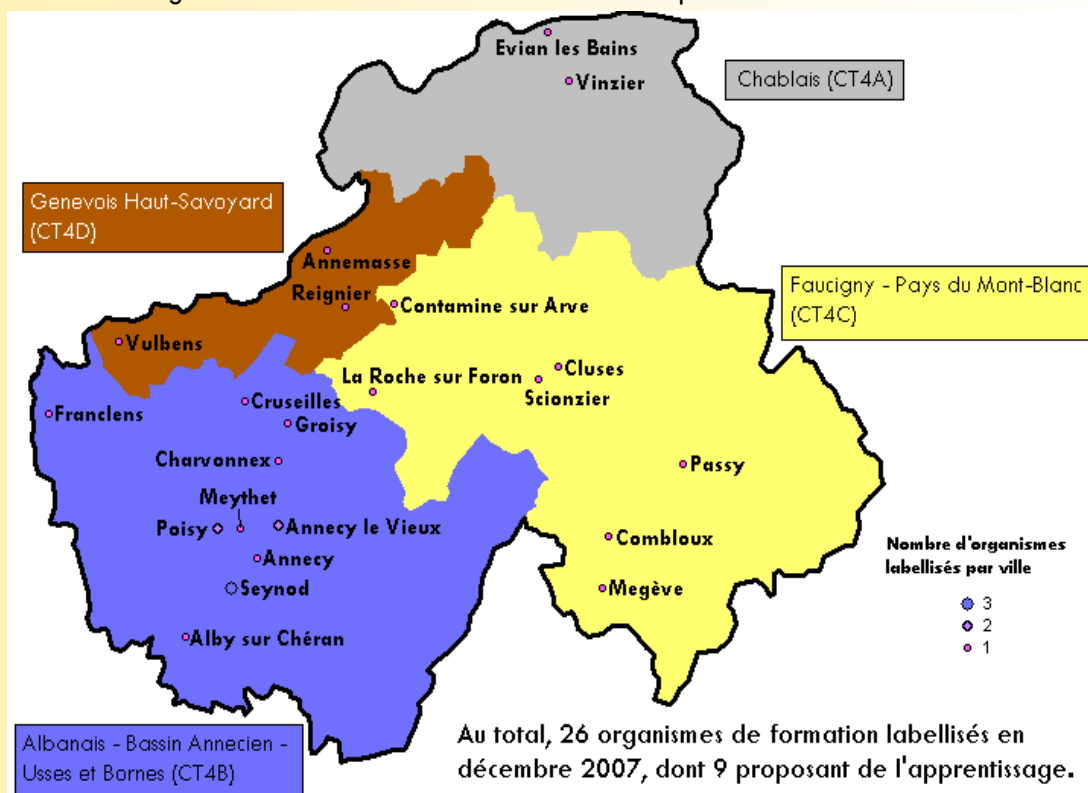 Evian les Bains
Vinzier
Chablais (CT4A)
Genevois Haut-Savoyard
(CT4D)
Annemasse
Reignier
Contamine sur Arve
Faucigny - Pays du Mont-Blanc
(CT4C)
Vulbens
La Roche sur Foron
Cluses
Scionzier
Franclens
Cruseilles
Groisy
Charvonnex
Passy
Meythet
Poisy
Annecy le Vieux
Combloux
Annecy
Seynod
Megève
Alby sur Chéran
Nombre d'organismes
labellisés par ville
3
2
1
Albanais - Bassin Annecien -
Usses et Bornes (CT4B)
Au total, 26 organismes de formation labellisés en
décembre 2007, dont 9 proposant de l'apprentissage.